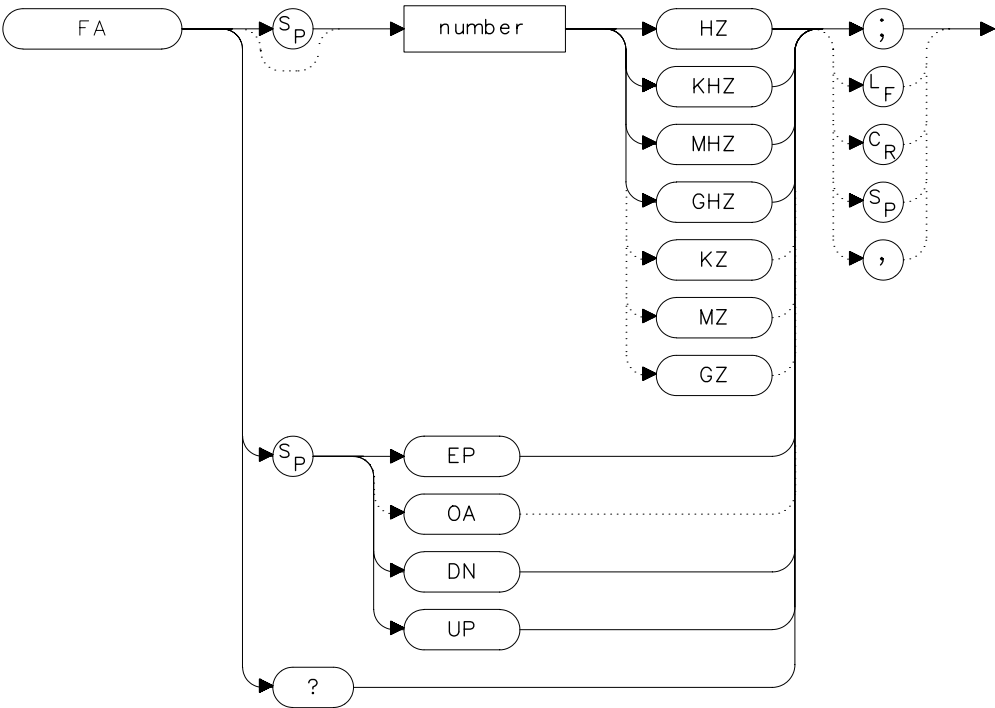 FA SP number HZ ;
KHZ LF
MHZ CR
GHZ SP
KZ ,
MZ
GZ
SP EP
OA
DN
UP
?